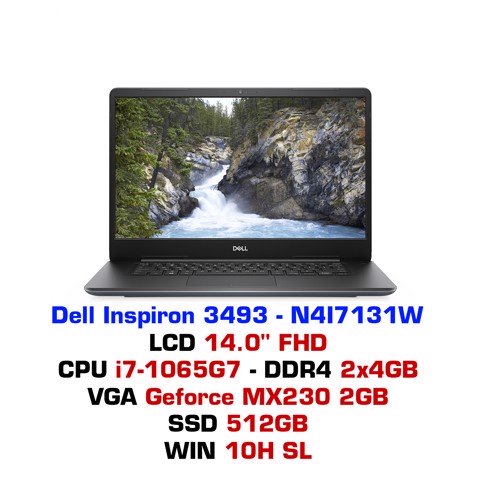 DELL
Dell Inspiron 3493 - N4I7131W
LCD 14.0" FHD
CPU i7-1065G7 - DDR4 2x4GB
VGA Geforce MX230 2GB
SSD 512GB
WIN 10H SL